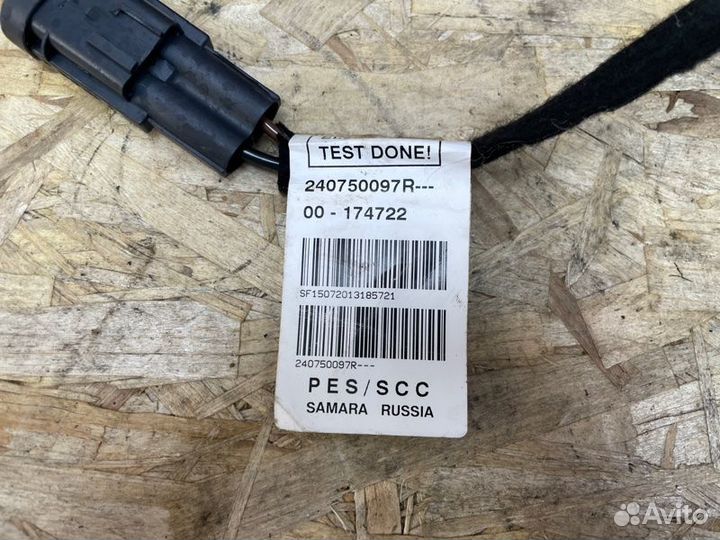 TEST DONE!
240750097R---
00 - 174722
SF15072013185721
240750097R---
PES/SCC
SAMARA RUSSIA
Avito